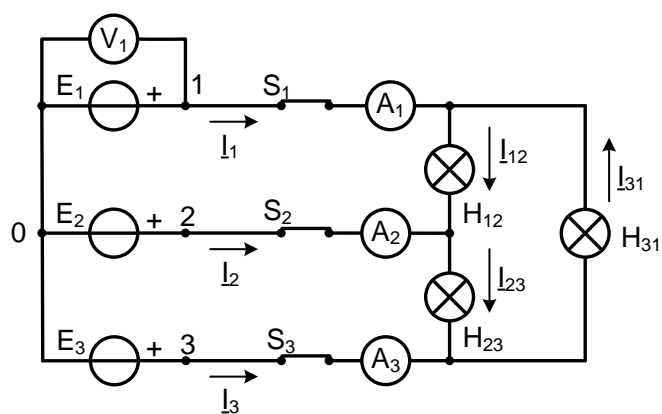 V₁
E₁ + 1 S₁ A₁
I₁ I₁₂ I₃₁
H₁₂
0 E₂ + 2 S₂ A₂ H₃₁
I₂ I₂₃
H₂₃
E₃ + 3 S₃ A₃
I₃